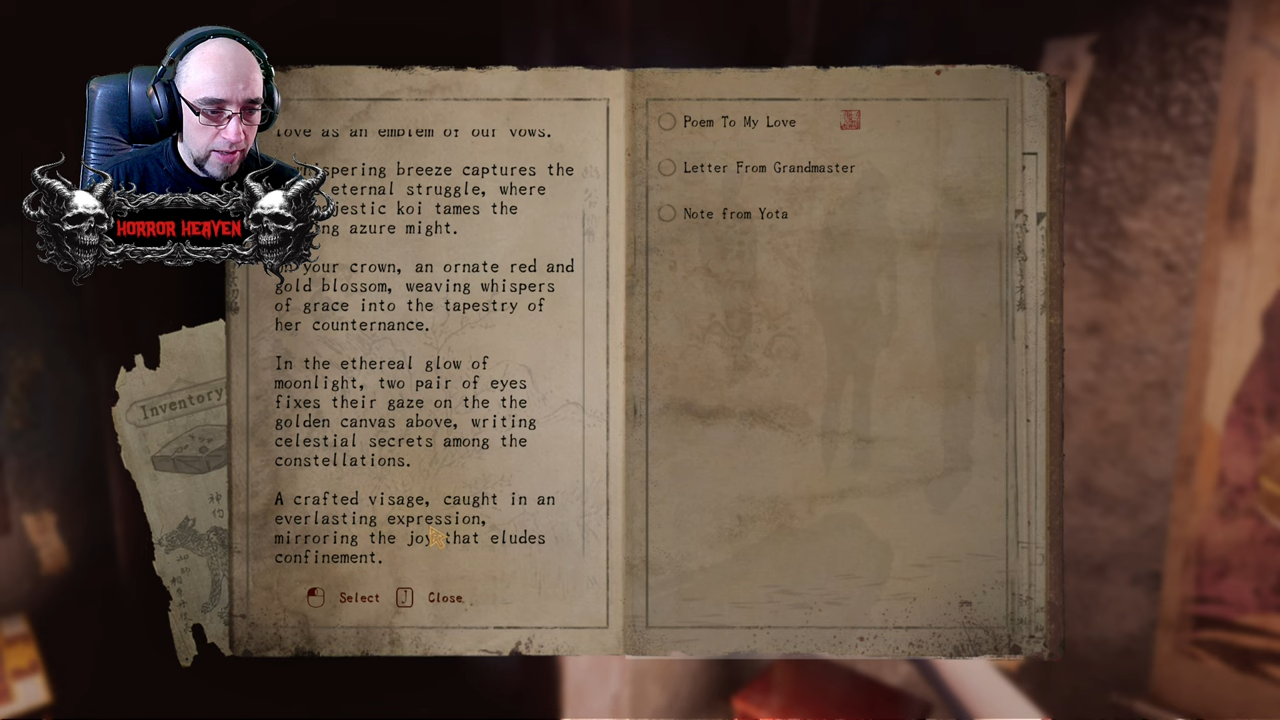 HORROR HEAVEN
love as an emblem of our vows.
breeze captures the
eternal struggle, where
koi tames the
azure might.
your crown, an ornate red and
gold blossom, weaving whispers
of grace into the tapestry of
her counternance.
In the ethereal glow of
moonlight, two pair of eyes
fixes their gaze on the the
golden canvas above, writing
celestial secrets among the
constellations.
A crafted visage, caught in an
everlasting expression,
mirroring the joy that eludes
confinement.
Select
J
Close
Poem To My Love
Letter From Grandmaster
Note from Yota
Inventory